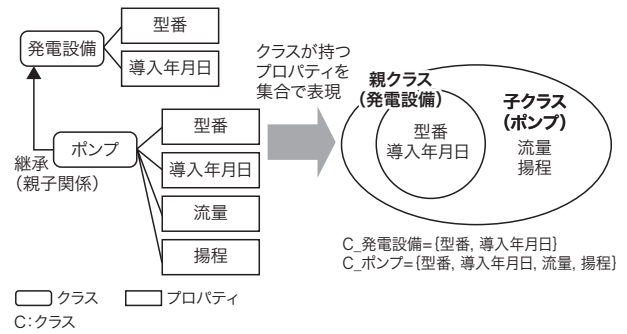 発電設備
型番
導入年月日
継承
(親子関係)
ポンプ
型番
導入年月日
流量
揚程
クラス
プロパティ
C:クラス
クラスが持つ
プロパティを
集合で表現
親クラス
(発電設備)
型番
導入年月日
子クラス
(ポンプ)
流量
揚程
C_発電設備={型番, 導入年月日}
C_ポンプ={型番, 導入年月日, 流量, 揚程}